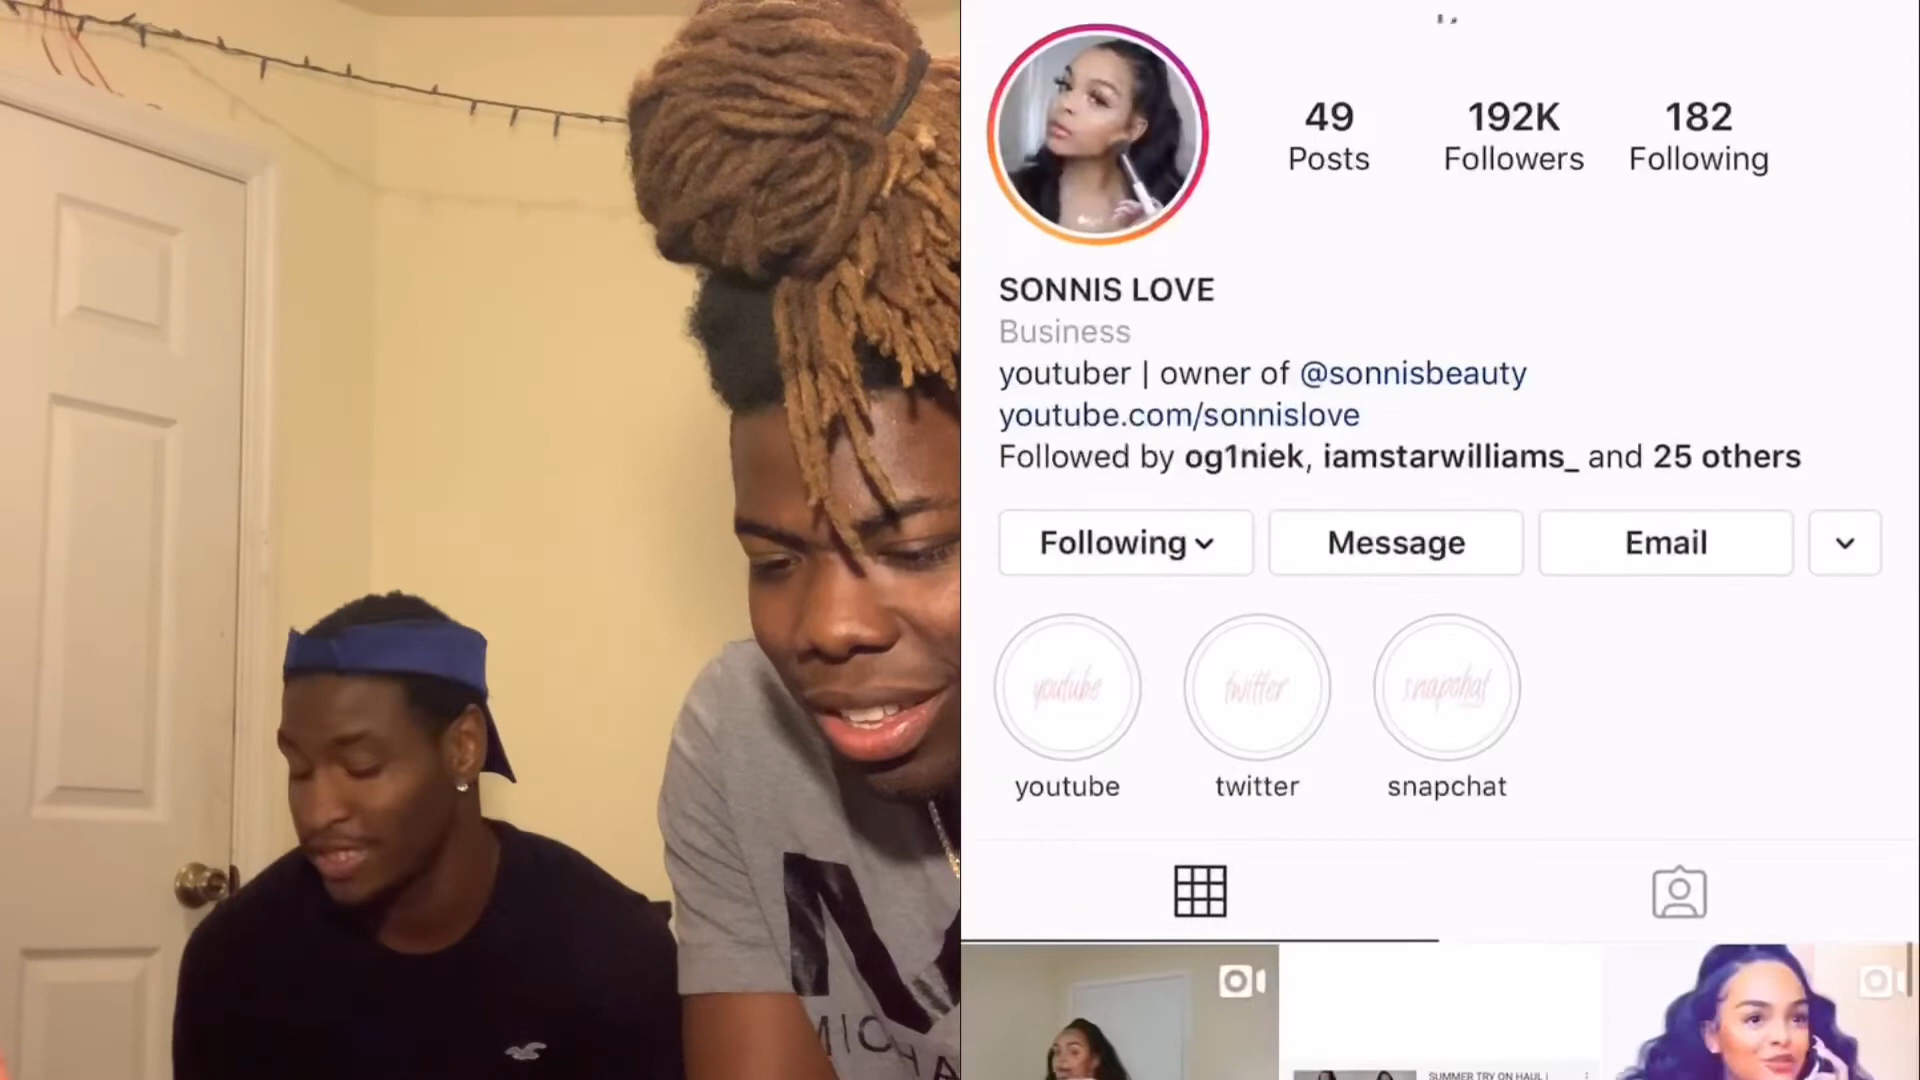 49
Posts
192K
Followers
182
Following
SONNIS LOVE
Business
youtuber | owner of @sonnisbeauty
youtube.com/sonnislove
Followed by og1niek, iamstarwilliams_ and 25 others
Following
Message
Email
youtube
twitter
snapchat
youtube
twitter
snapchat
SUMMER TRY ON HAUL |